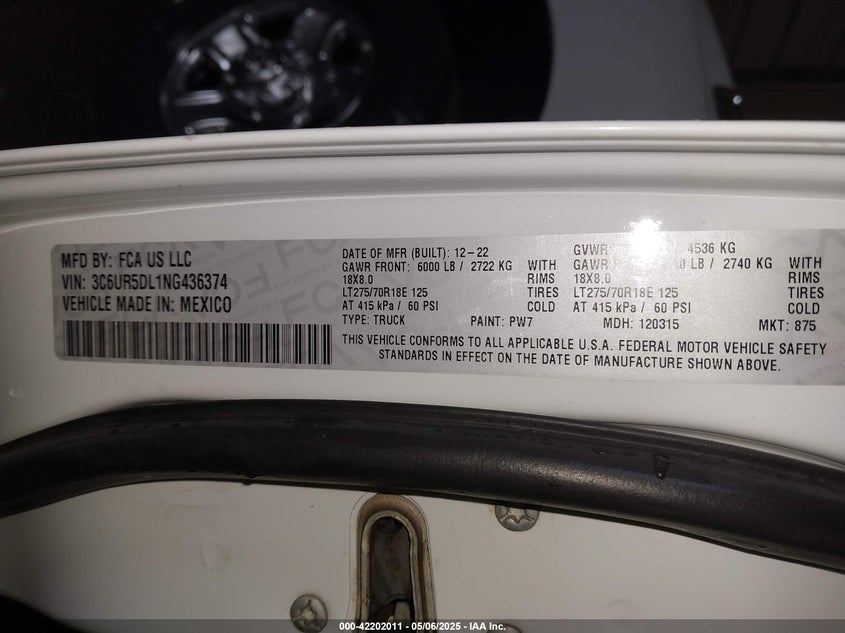 MFD BY: FCA US LLC
VIN: 3C6UR5DL1NG436374
VEHICLE MADE IN: MEXICO
DATE OF MFR (BUILT): 12-22
GAWR FRONT: 6000 LB / 2722 KG WITH
18X8.0 RIMS
LT275/70R18E 125 TIRES
AT 415 kPa / 60 PSI COLD
TYPE: TRUCK PAINT: PW7
GVWR: 4536 KG
GAWR / 2740 KG WITH
18X8.0 RIMS
LT275/70R18E 125 TIRES
AT 415 kPa / 60 PSI COLD
MDH: 120315 MKT: 875
THIS VEHICLE CONFORMS TO ALL APPLICABLE U.S.A. FEDERAL MOTOR VEHICLE SAFETY
STANDARDS IN EFFECT ON THE DATE OF MANUFACTURE SHOWN ABOVE.
000-42202011 - 05/06/2025 - IAA Inc.